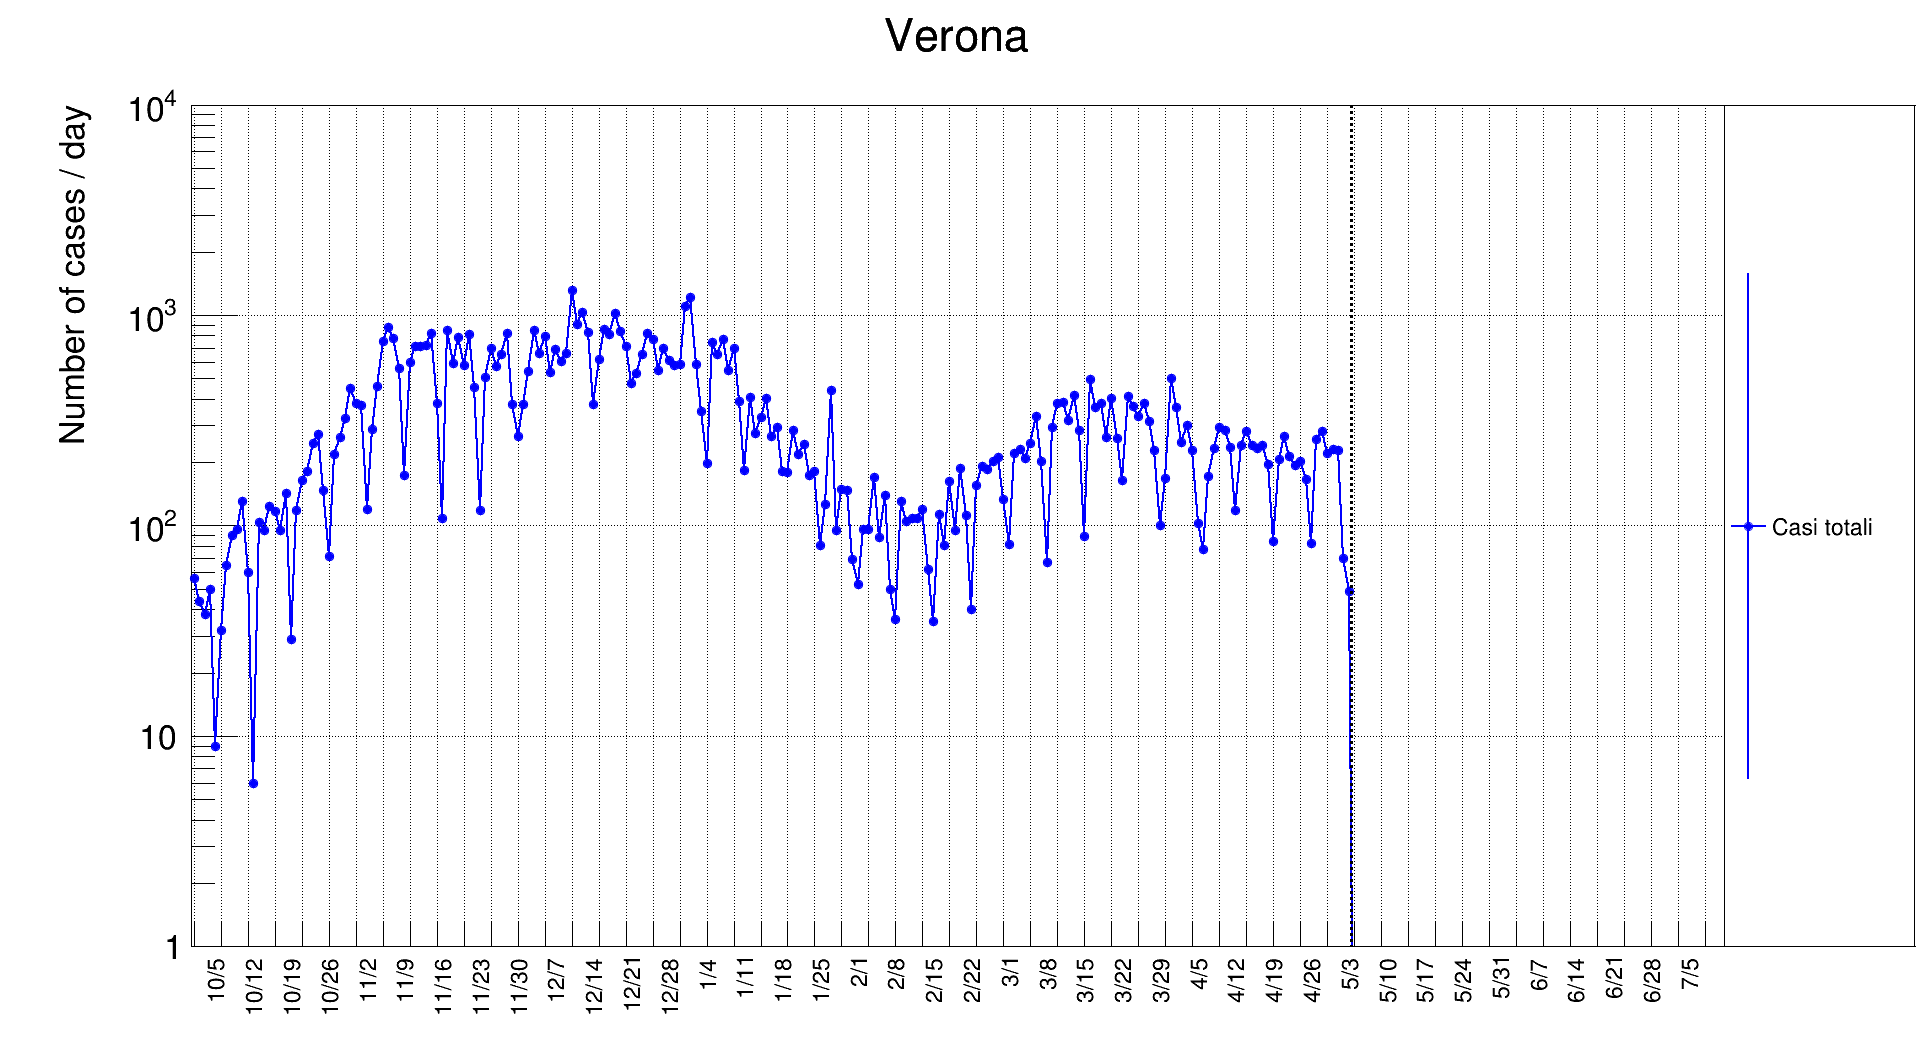 Verona
Number of cases / day
10^4
10^3
10^2
10
1
10/5 10/12 10/19 10/26 11/2 11/9 11/16 11/23 11/30 12/7 12/14 12/21 12/28 1/4 1/11 1/18 1/25 2/1 2/8 2/15 2/22 3/1 3/8 3/15 3/22 3/29 4/5 4/12 4/19 4/26 5/3 5/10 5/17 5/24 5/31 6/7 6/14 6/21 6/28 7/5
Casi totali